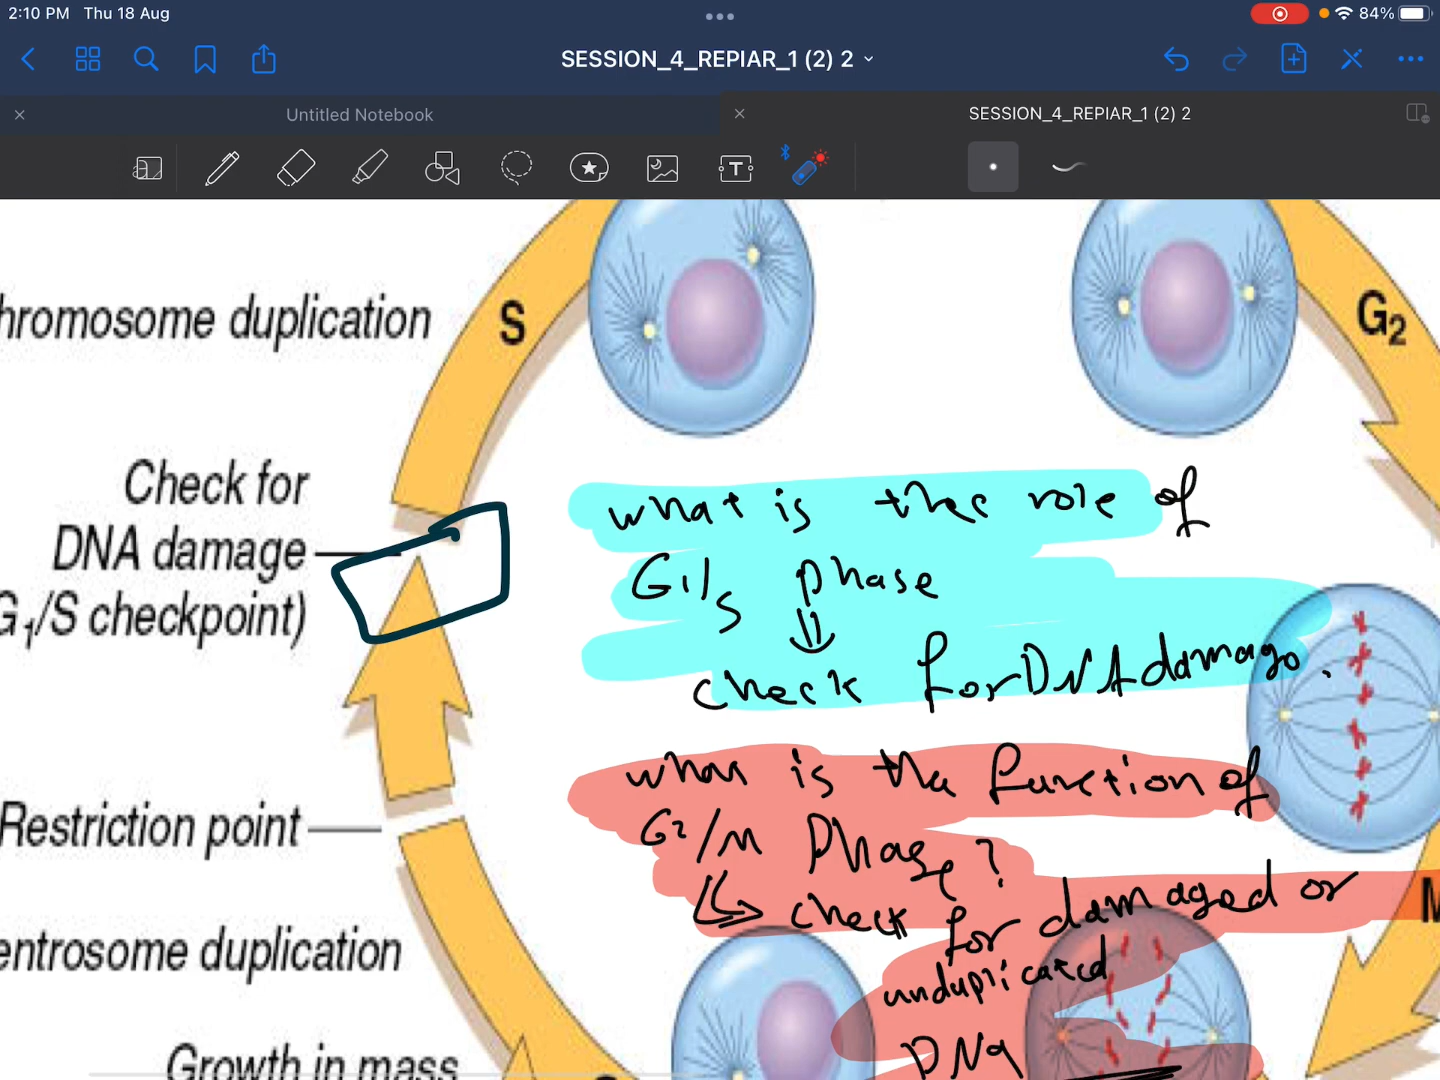 2:10 PM Thu 18 Aug
84%
SESSION_4_REPIAR_1 (2) 2
Untitled Notebook
SESSION_4_REPIAR_1 (2) 2
hromosome duplication
S
G₂
Check for
DNA damage
G₁/S checkpoint)
what is the role of
G1/S phase
check for DNA damage.
Restriction point
what is the function of
G2/M Phase?
check for damaged or
unduplicated
DNA
M
entrosome duplication
Growth in mass